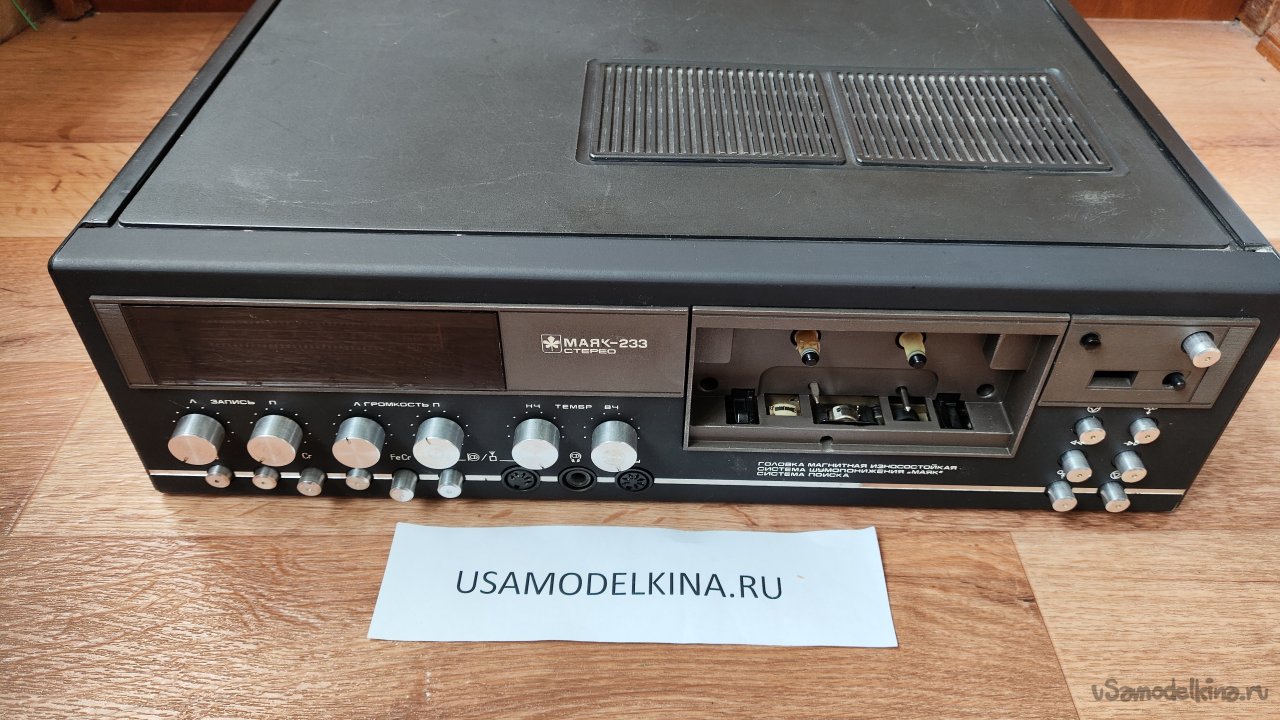 МАЯК-233
СТЕРЕО
Л ЗАПИСЬ П
Л ГРОМКОСТЬ П
НЧ ТЕМБР ВЧ
Cr
FeCr
ГОЛОВКА МАГНИТНАЯ ИЗНОСОСТОЙКАЯ
СИСТЕМА ШУМОПОНИЖЕНИЯ „МАЯК"
СИСТЕМА ПОИСКА
USAMODELKINA.RU
uSamodelkina.ru